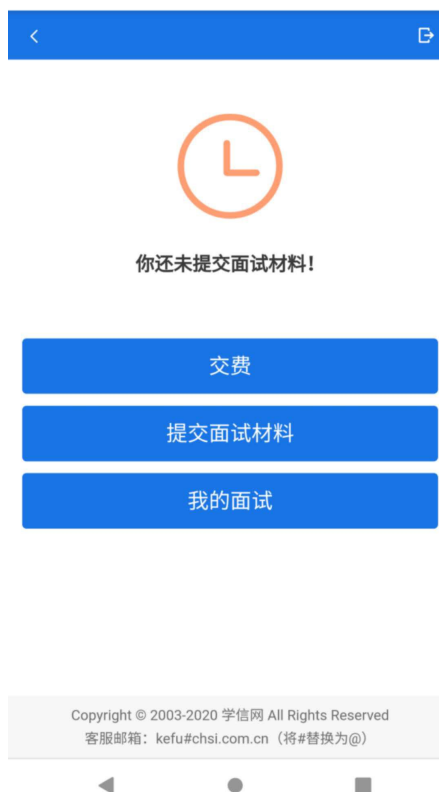 你还未提交面试材料！
交费
提交面试材料
我的面试
Copyright © 2003-2020 学信网 All Rights Reserved
客服邮箱：kefu#chsi.com.cn（将#替换为@）